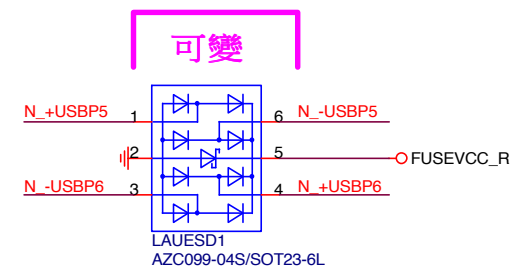 可變
N_+USBP5 1 6 N_-USBP5
2 5 FUSEVCC_R
N_-USBP6 3 4 N_+USBP6
LAUESD1
AZC099-04S/SOT23-6L